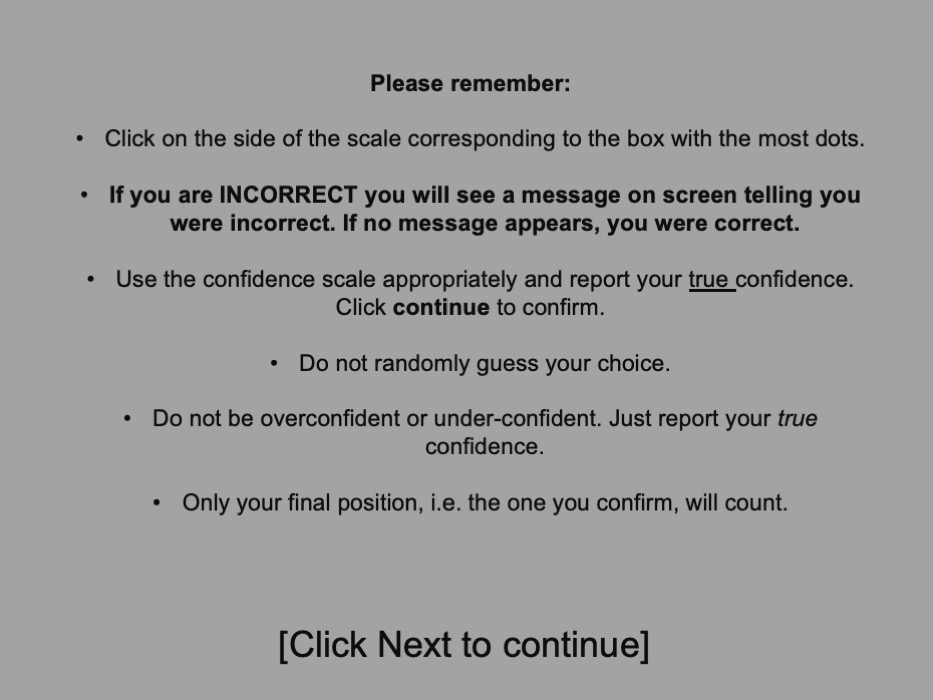 Please remember:
• Click on the side of the scale corresponding to the box with the most dots.
• If you are INCORRECT you will see a message on screen telling you
were incorrect. If no message appears, you were correct.
• Use the confidence scale appropriately and report your true confidence.
Click continue to confirm.
• Do not randomly guess your choice.
• Do not be overconfident or under-confident. Just report your true
confidence.
• Only your final position, i.e. the one you confirm, will count.
[Click Next to continue]